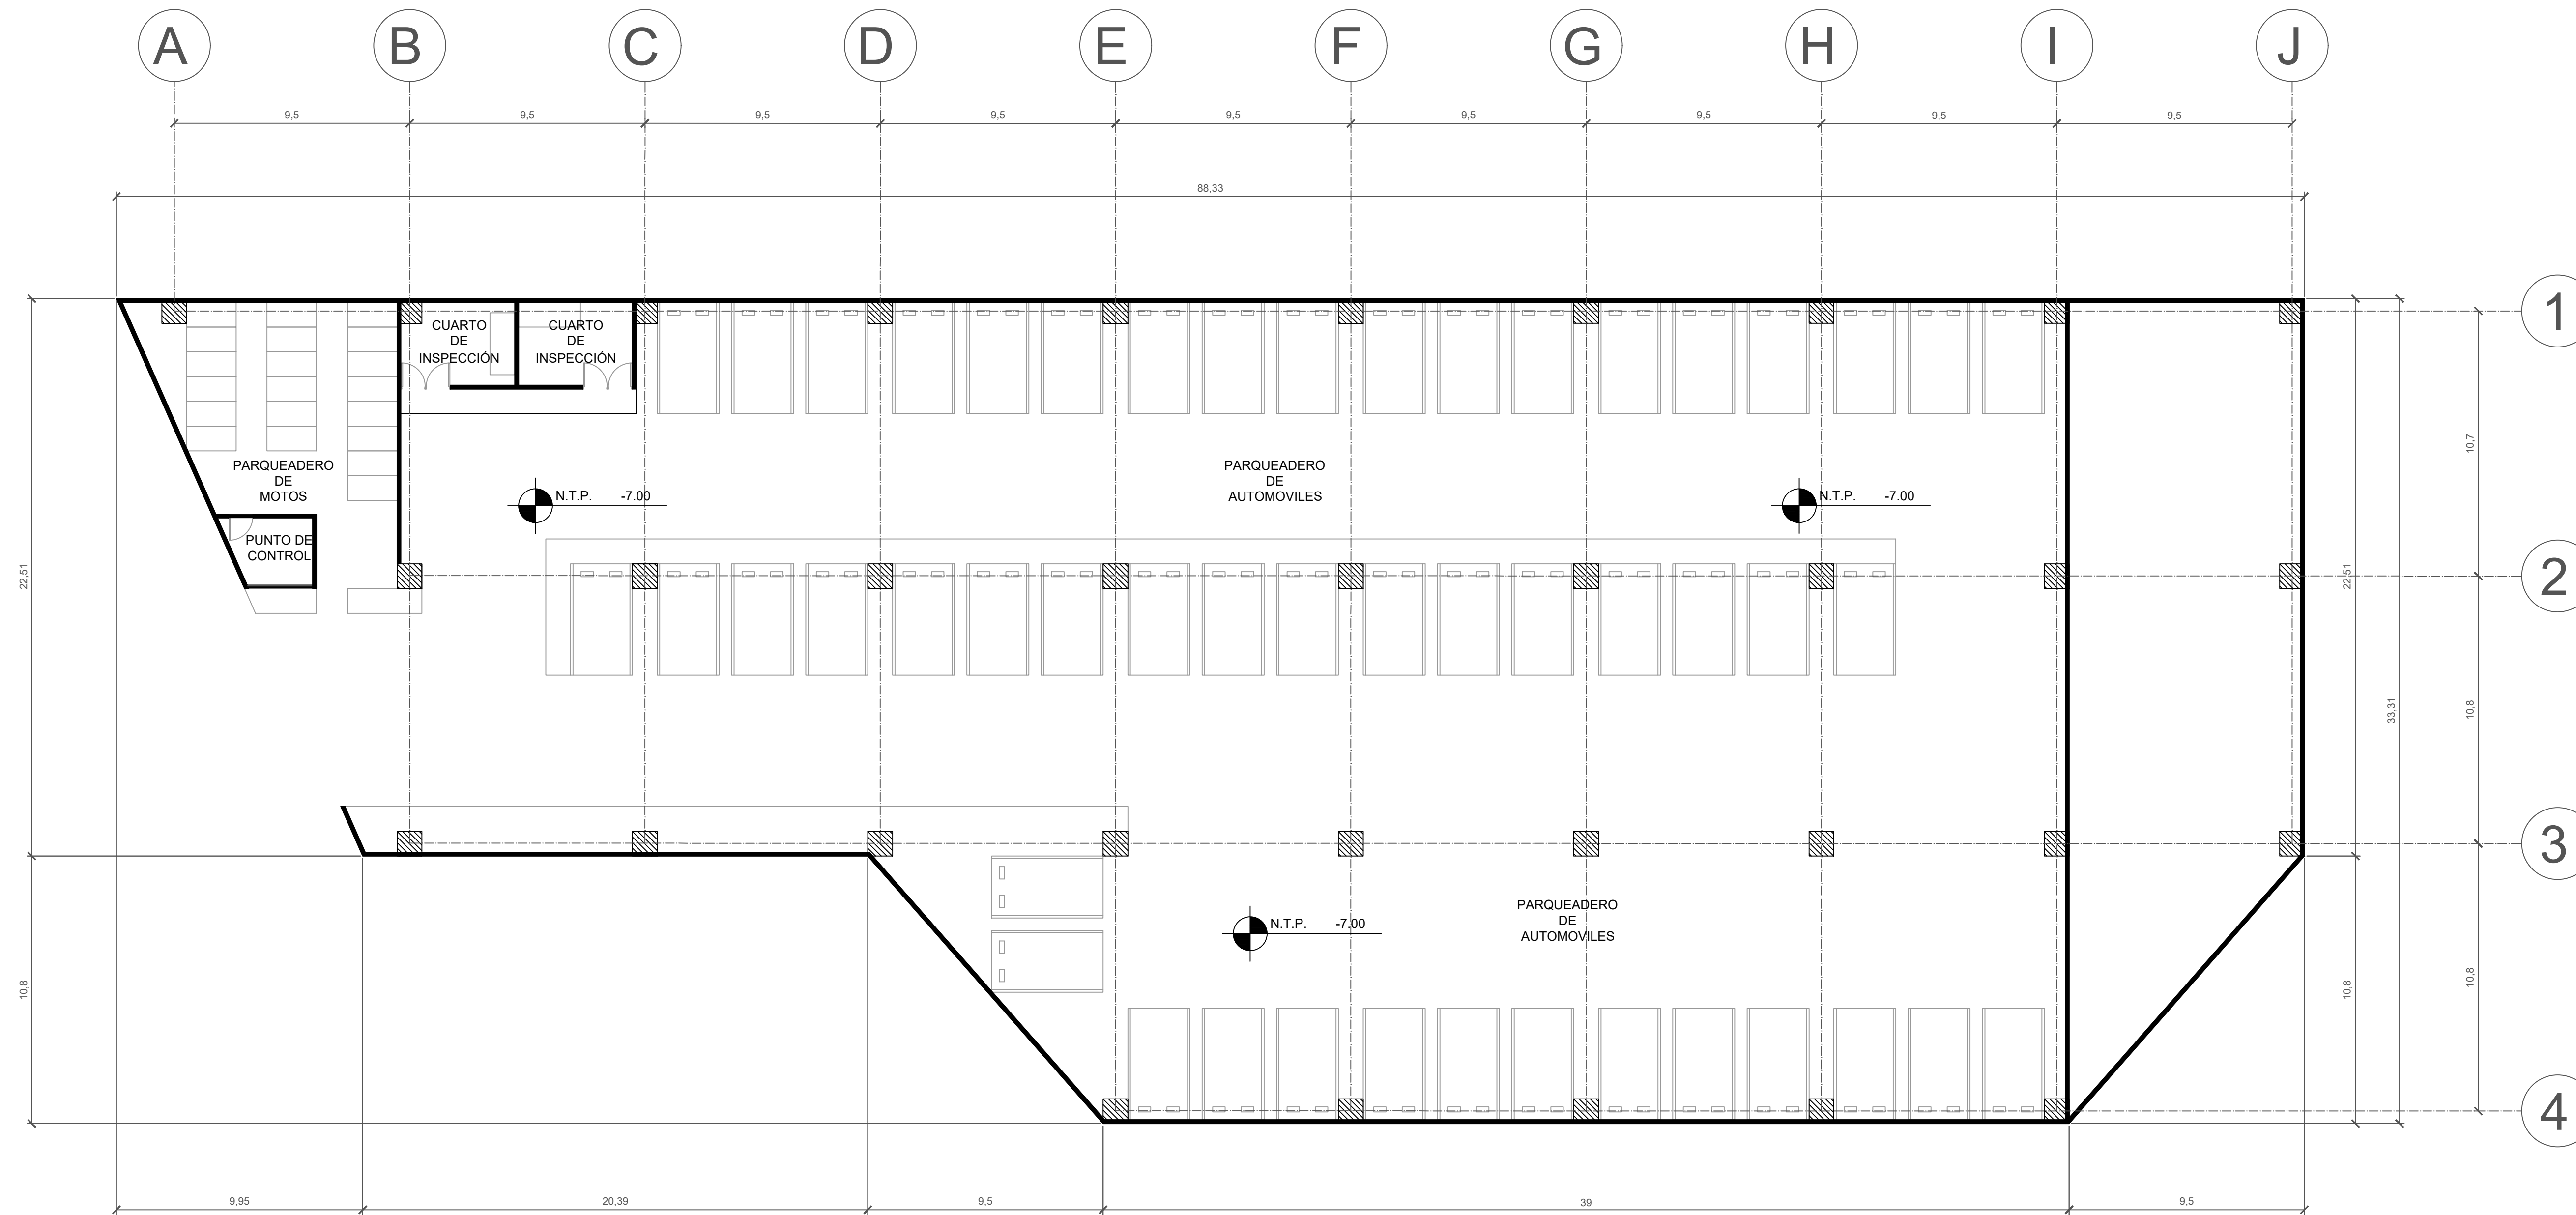 A B C D E F G H I J
9,5 9,5 9,5 9,5 9,5 9,5 9,5 9,5 9,5
88,33
1
CUARTO
DE
INSPECCIÓN
CUARTO
DE
INSPECCIÓN
PARQUEADERO
DE
MOTOS
PARQUEADERO
DE
AUTOMOVILES
N.T.P. -7.00
N.T.P. -7.00
10,7
PUNTO DE
CONTROL
22,51
22,51
2
33,31
10,8
3
PARQUEADERO
DE
AUTOMOVILES
N.T.P. -7.00
10,8
10,8
10,8
4
9,95 20,39 9,5 39 9,5